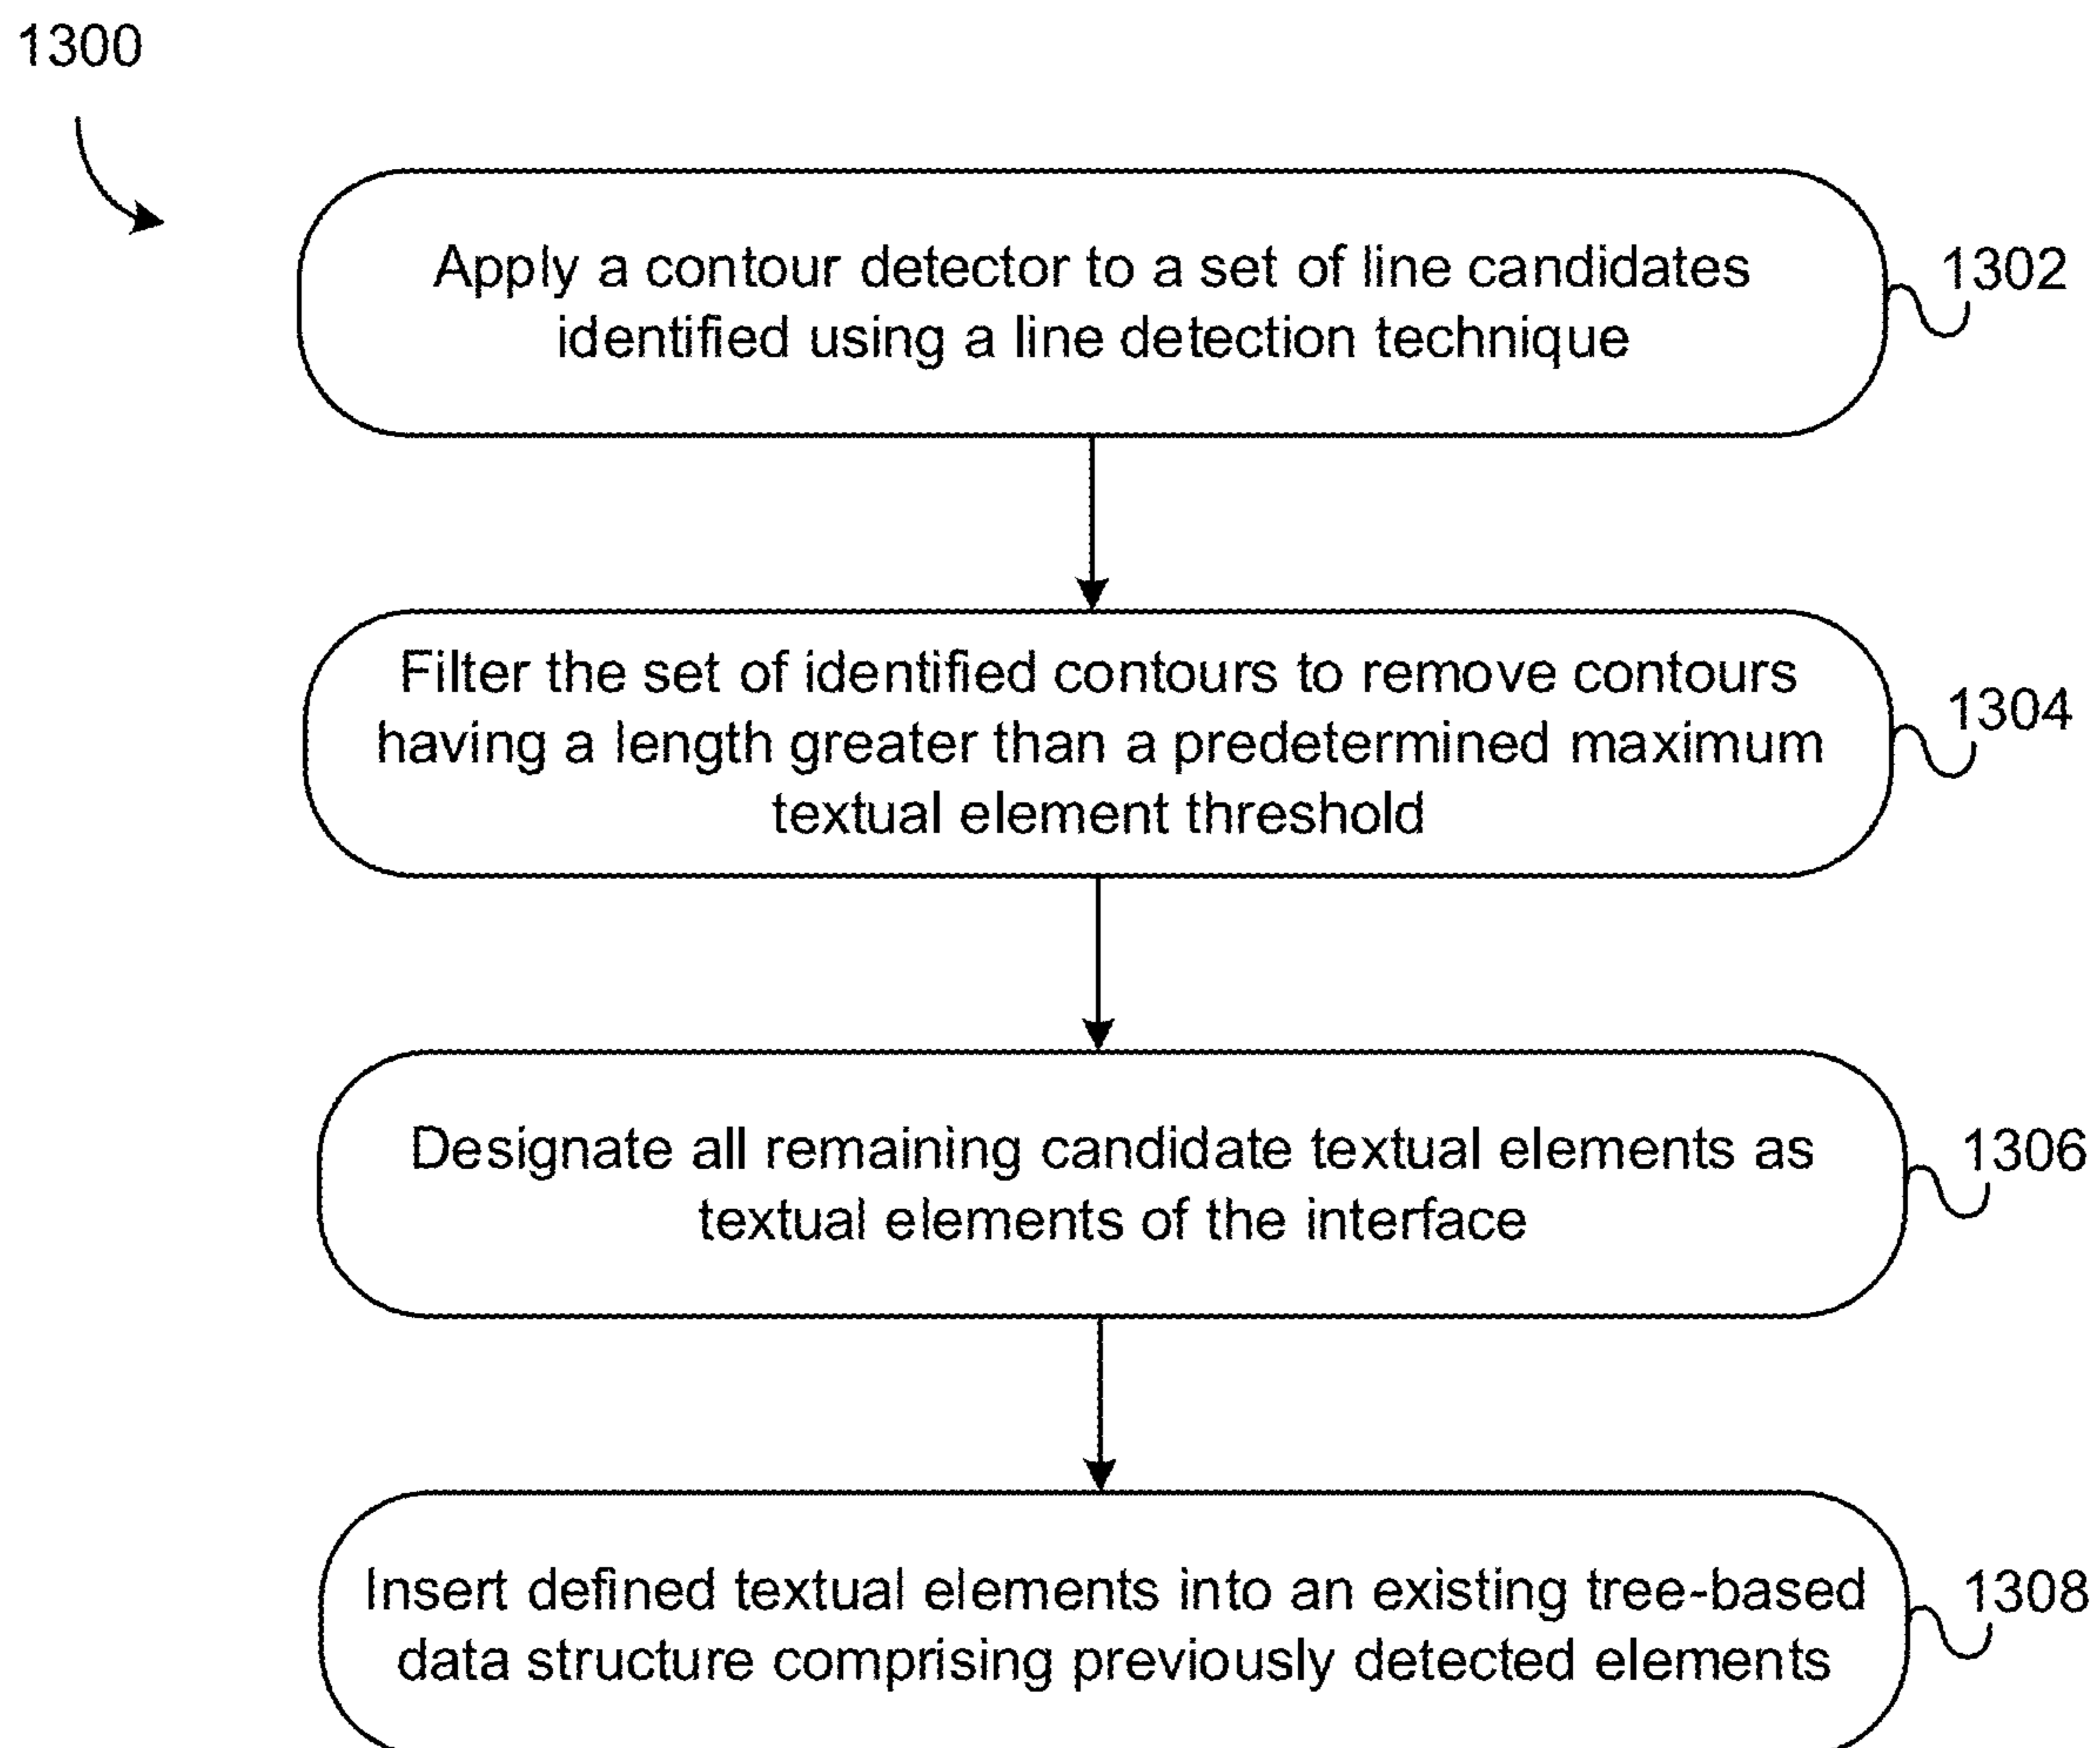 1300
Apply a contour detector to a set of line candidates
identified using a line detection technique
1302
Filter the set of identified contours to remove contours
having a length greater than a predetermined maximum
textual element threshold
1304
Designate all remaining candidate textual elements as
textual elements of the interface
1306
Insert defined textual elements into an existing tree-based
data structure comprising previously detected elements
1308